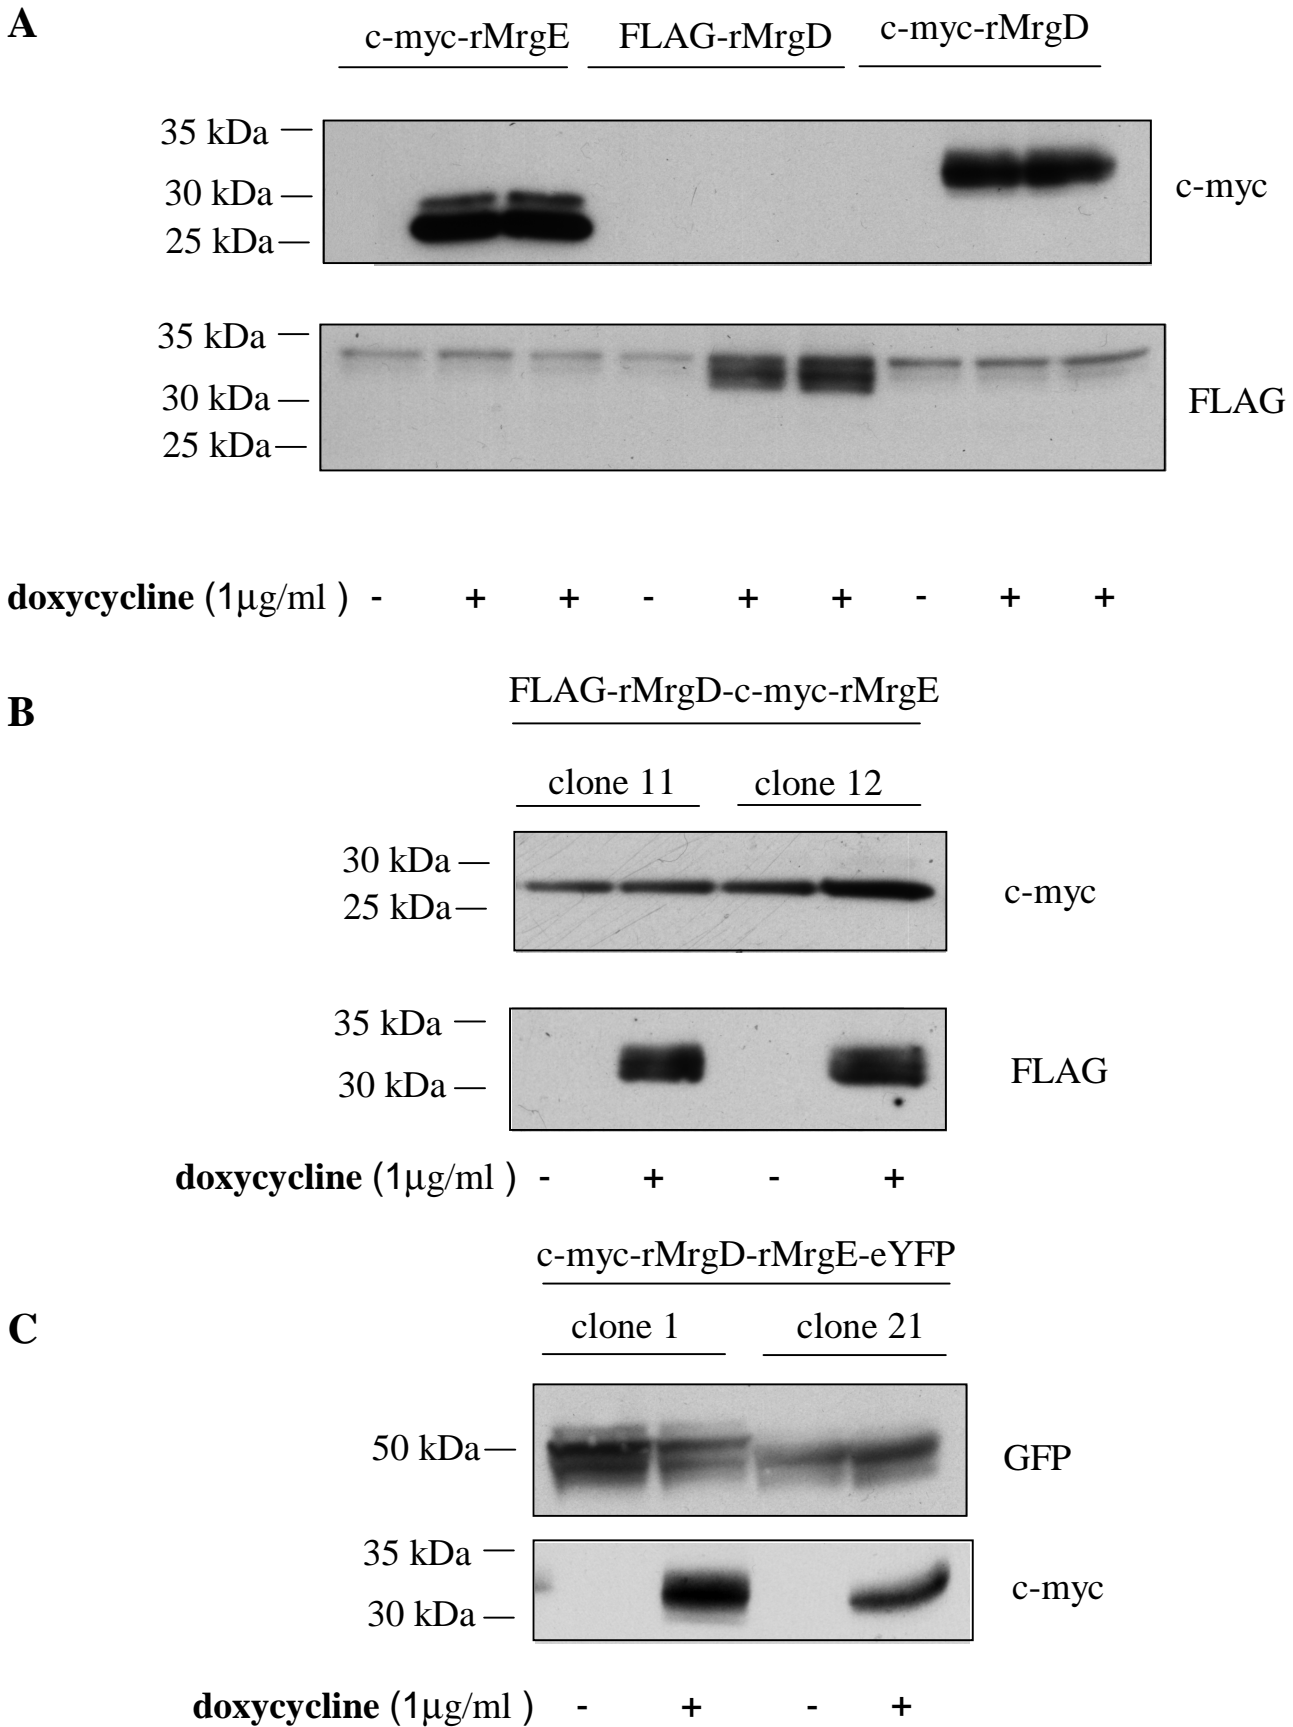 A
c-myc-rMrgE FLAG-rMrgD c-myc-rMrgD
35 kDa
30 kDa
25 kDa
c-myc
35 kDa
30 kDa
25 kDa
FLAG
doxycycline (1μg/ml ) - + + - + + - + +
B
FLAG-rMrgD-c-myc-rMrgE
clone 11 clone 12
30 kDa
25 kDa
c-myc
35 kDa
30 kDa
FLAG
doxycycline (1μg/ml ) - + - +
C
c-myc-rMrgD-rMrgE-eYFP
clone 1 clone 21
50 kDa
GFP
35 kDa
30 kDa
c-myc
doxycycline (1μg/ml ) - + - +